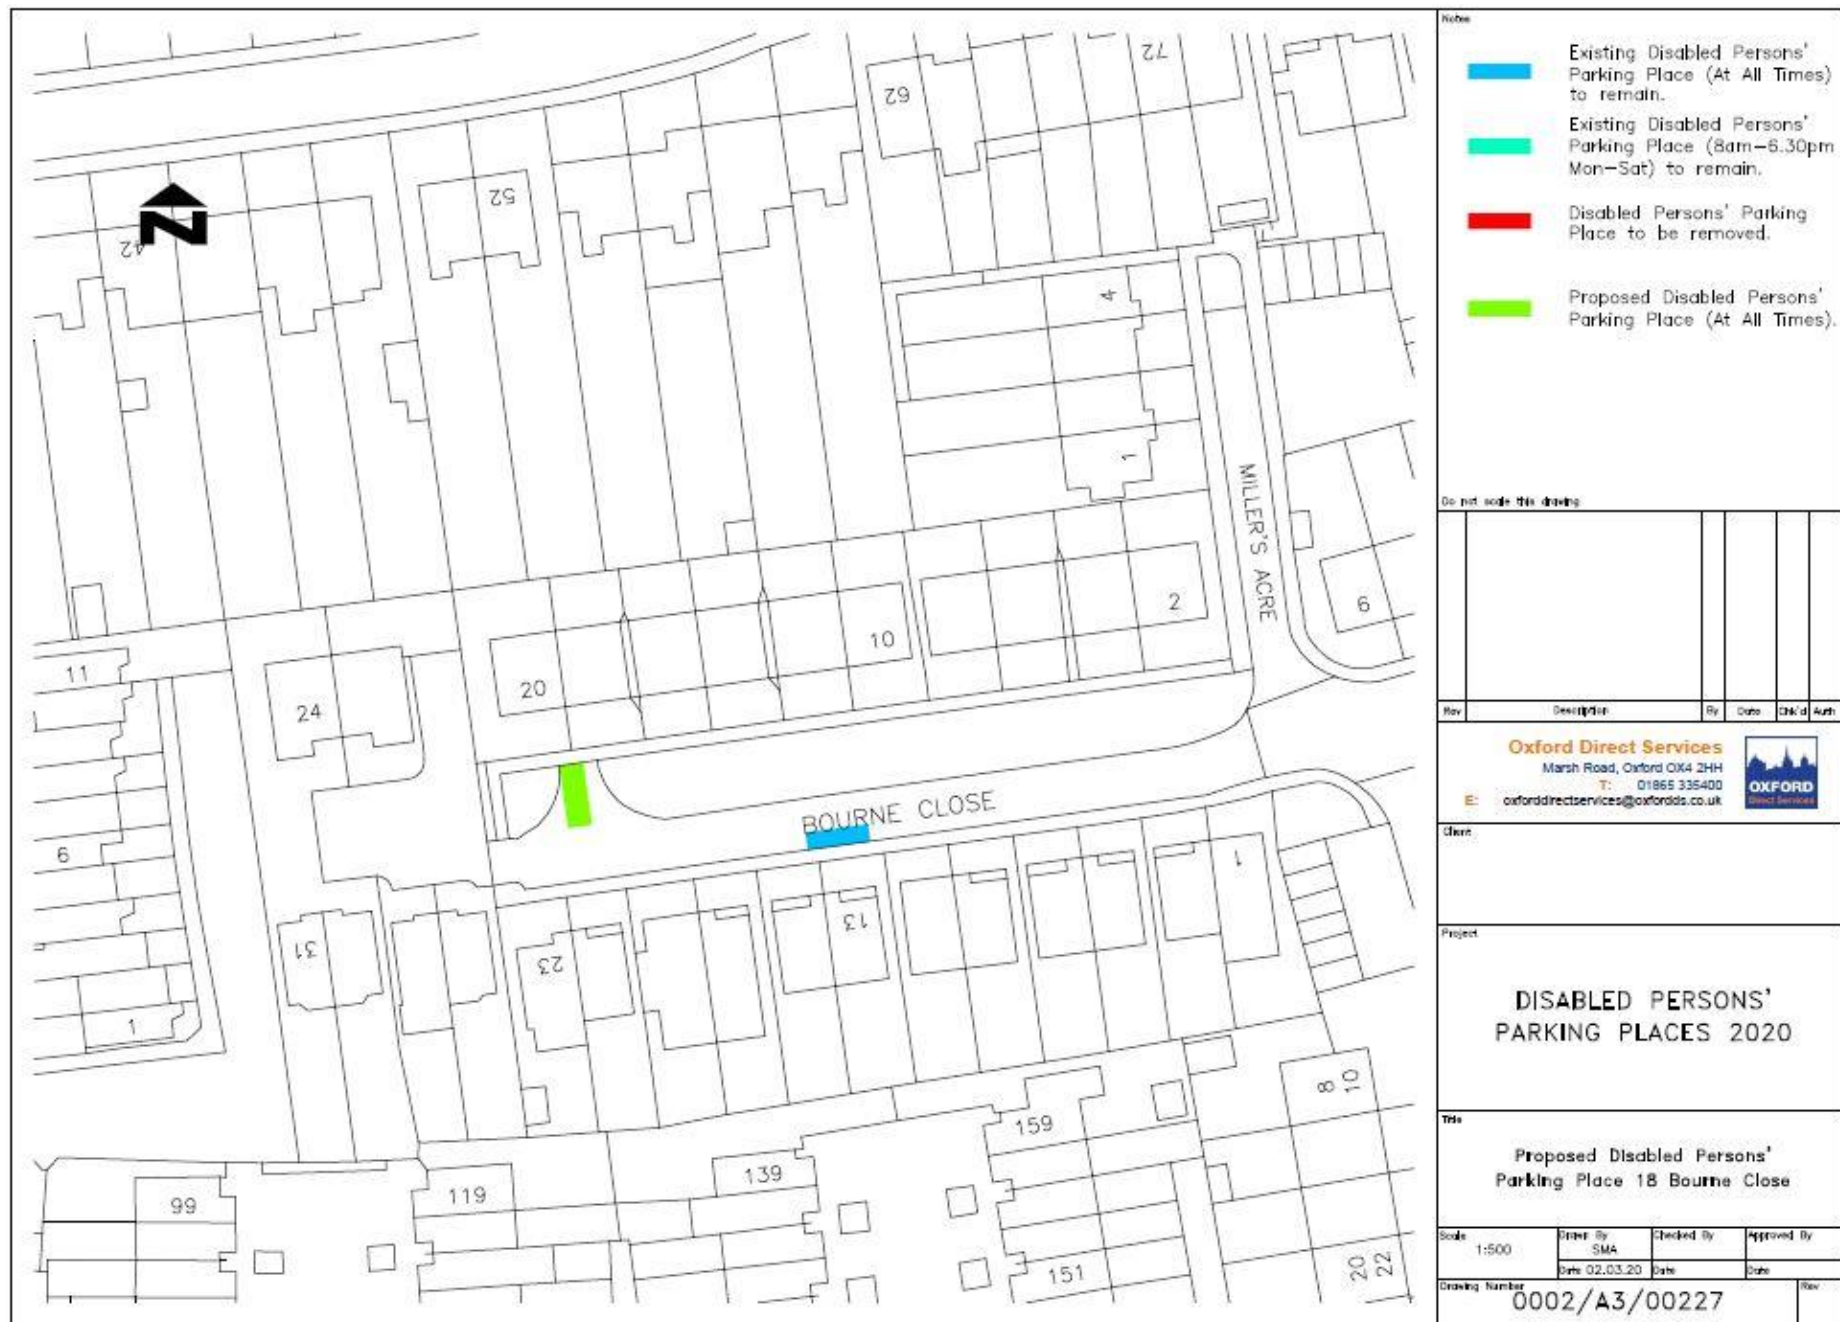 72
62
52
42
4
1
MILLER'S ACRE
2
6
10
20
24
11
6
1
BOURNE CLOSE
1
13
23
31
8
10
159
139
119
99
151
20
22
Notes
Existing Disabled Persons'
Parking Place (At All Times)
to remain.
Existing Disabled Persons'
Parking Place (8am-6.30pm
Mon-Sat) to remain.
Disabled Persons' Parking
Place to be removed.
Proposed Disabled Persons'
Parking Place (At All Times).
Do not scale this drawing
Rev Description By Date Chk'd Auth
Oxford Direct Services
Marsh Road, Oxford OX4 2HH
T: 01865 335400
E: oxforddirectservices@oxfordds.co.uk
OXFORD
Direct Services
Client
Project
DISABLED PERSONS'
PARKING PLACES 2020
Title
Proposed Disabled Persons'
Parking Place 18 Bourne Close
Scale
1:500
Drawn By
SMA
Checked By
Approved By
Date 02.03.20
Date
Date
Drawing Number
0002/A3/00227
Rev
N